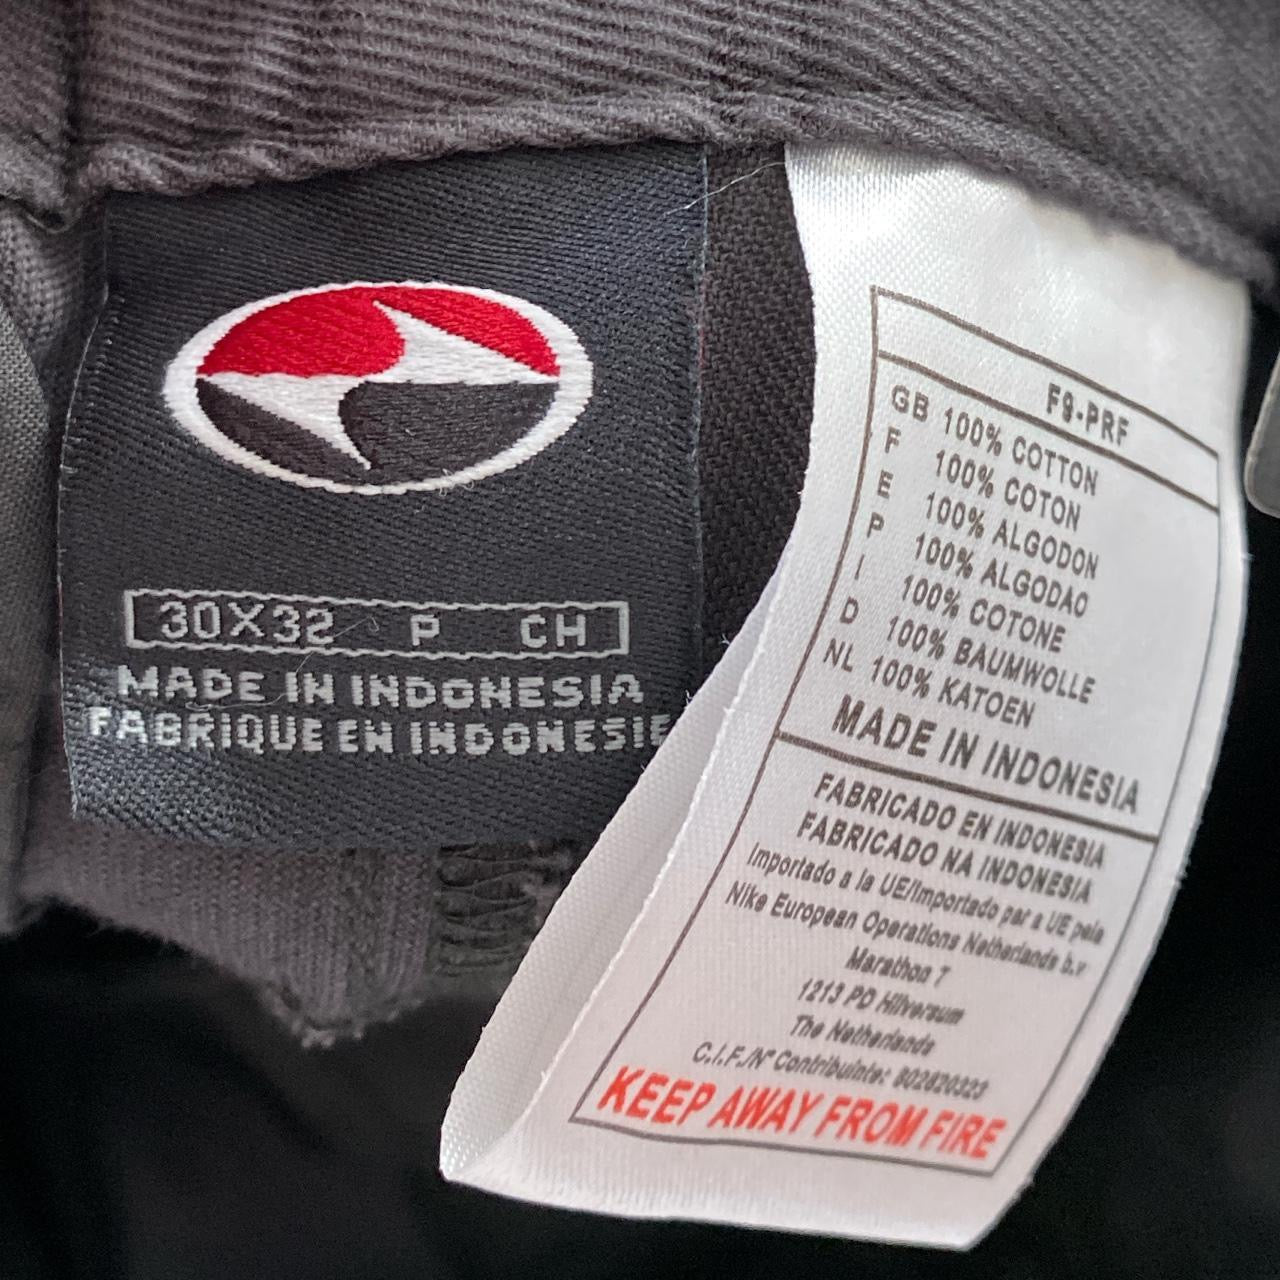 30X32 P CH
MADE IN INDONESIA
FABRIQUE EN INDONESIE
F9-PRF
GB 100% COTTON
F 100% COTON
E 100% ALGODON
P 100% ALGODAO
I 100% COTONE
D 100% BAUMWOLLE
NL 100% KATOEN
MADE IN INDONESIA
FABRICADO EN INDONESIA
FABRICADO NA INDONESIA
Importado a la UE/Importado par a UE pela
Nike European Operations Netherlands b.v
Marathon 7
1213 PD Hilversum
The Netherlands
C.I.F./Nº Contribuinte: 802820323
KEEP AWAY FROM FIRE